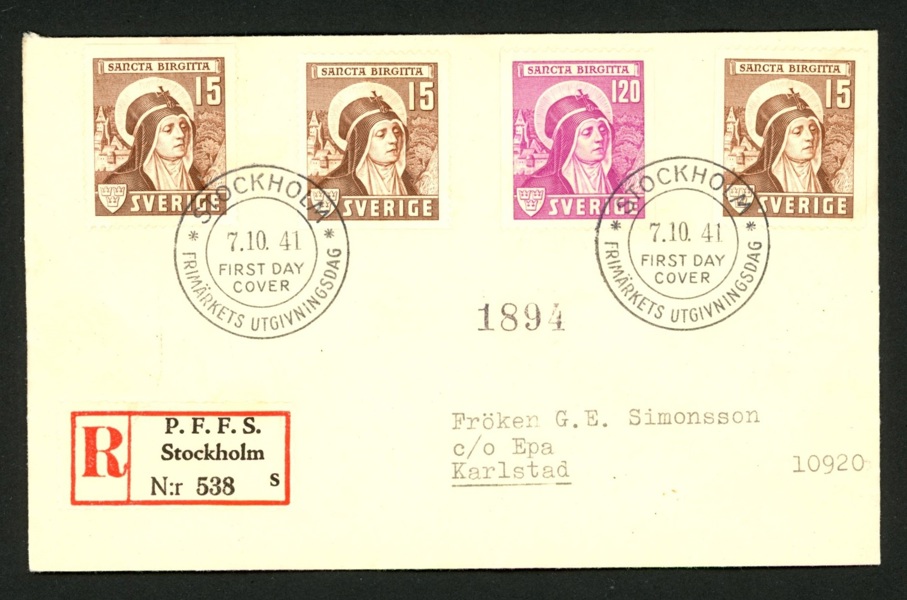 SANCTA BIRGITTA
15
SVERIGE
SANCTA BIRGITTA
15
SVERIGE
SANCTA BIRGITTA
120
SVERIGE
SANCTA BIRGITTA
15
SVERIGE
STOCKHOLM
7.10. 41
FIRST DAY
COVER
* FRIMÄRKETS UTGIVNINGSDAG *
STOCKHOLM
7.10. 41
FIRST DAY
COVER
* FRIMÄRKETS UTGIVNINGSDAG *
1894
R
P. F. F. S.
Stockholm
N:r 538 s
Fröken G.E. Simonsson
c/o Epa
Karlstad
10920